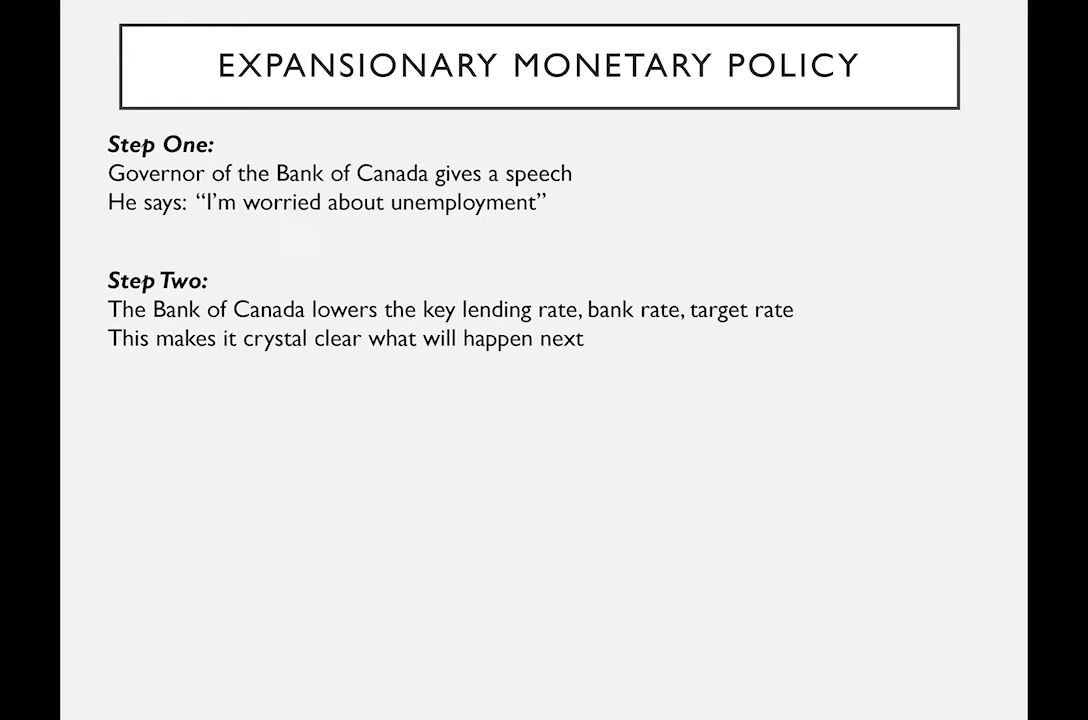 EXPANSIONARY MONETARY POLICY
Step One:
Governor of the Bank of Canada gives a speech
He says: “I’m worried about unemployment”
Step Two:
The Bank of Canada lowers the key lending rate, bank rate, target rate
This makes it crystal clear what will happen next